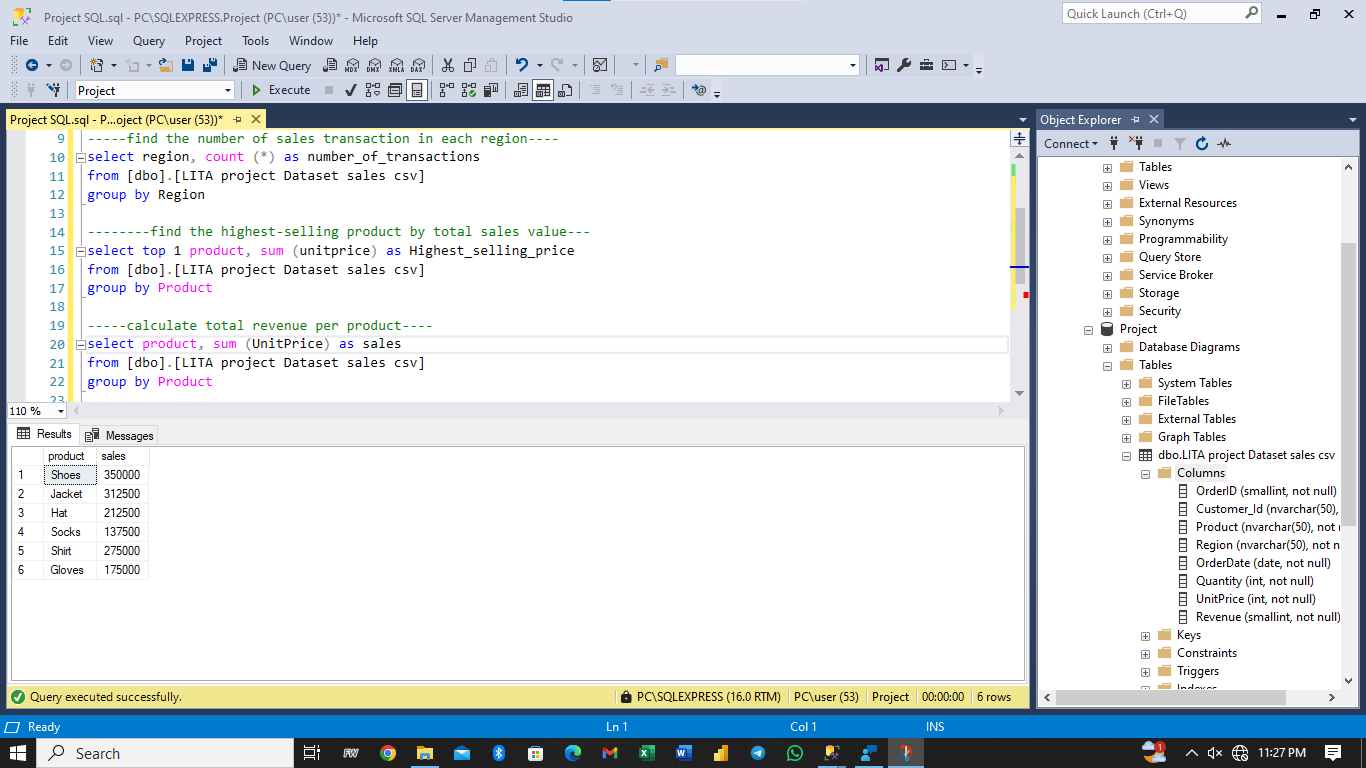 Project SQL.sql - PC\SQLEXPRESS.Project (PC\user (53))* - Microsoft SQL Server Management Studio
Quick Launch (Ctrl+Q)
File Edit View Query Project Tools Window Help
New Query
MDX DMX XMLA DAX
Project
Execute
Project SQL.sql - P...oject (PC\user (53))*
9 -----find the number of sales transaction in each region----
10 select region, count (*) as number_of_transactions
11 from [dbo].[LITA project Dataset sales csv]
12 group by Region
13
14 --------find the highest-selling product by total sales value---
15 select top 1 product, sum (unitprice) as Highest_selling_price
16 from [dbo].[LITA project Dataset sales csv]
17 group by Product
18
19 -----calculate total revenue per product----
20 select product, sum (UnitPrice) as sales
21 from [dbo].[LITA project Dataset sales csv]
22 group by Product
23
110 %
Results Messages
product sales
1 Shoes 350000
2 Jacket 312500
3 Hat 212500
4 Socks 137500
5 Shirt 275000
6 Gloves 175000
Query executed successfully.
PC\SQLEXPRESS (16.0 RTM) PC\user (53) Project 00:00:00 6 rows
Object Explorer
Connect
Tables
Views
External Resources
Synonyms
Programmability
Query Store
Service Broker
Storage
Security
Project
Database Diagrams
Tables
System Tables
FileTables
External Tables
Graph Tables
dbo.LITA project Dataset sales csv
Columns
OrderID (smallint, not null)
Customer_Id (nvarchar(50),
Product (nvarchar(50), not
Region (nvarchar(50), not n
OrderDate (date, not null)
Quantity (int, not null)
UnitPrice (int, not null)
Revenue (smallint, not null)
Keys
Constraints
Triggers
Indexes
Ready
Ln 1 Col 1 INS
Search
FW
1
11:27 PM